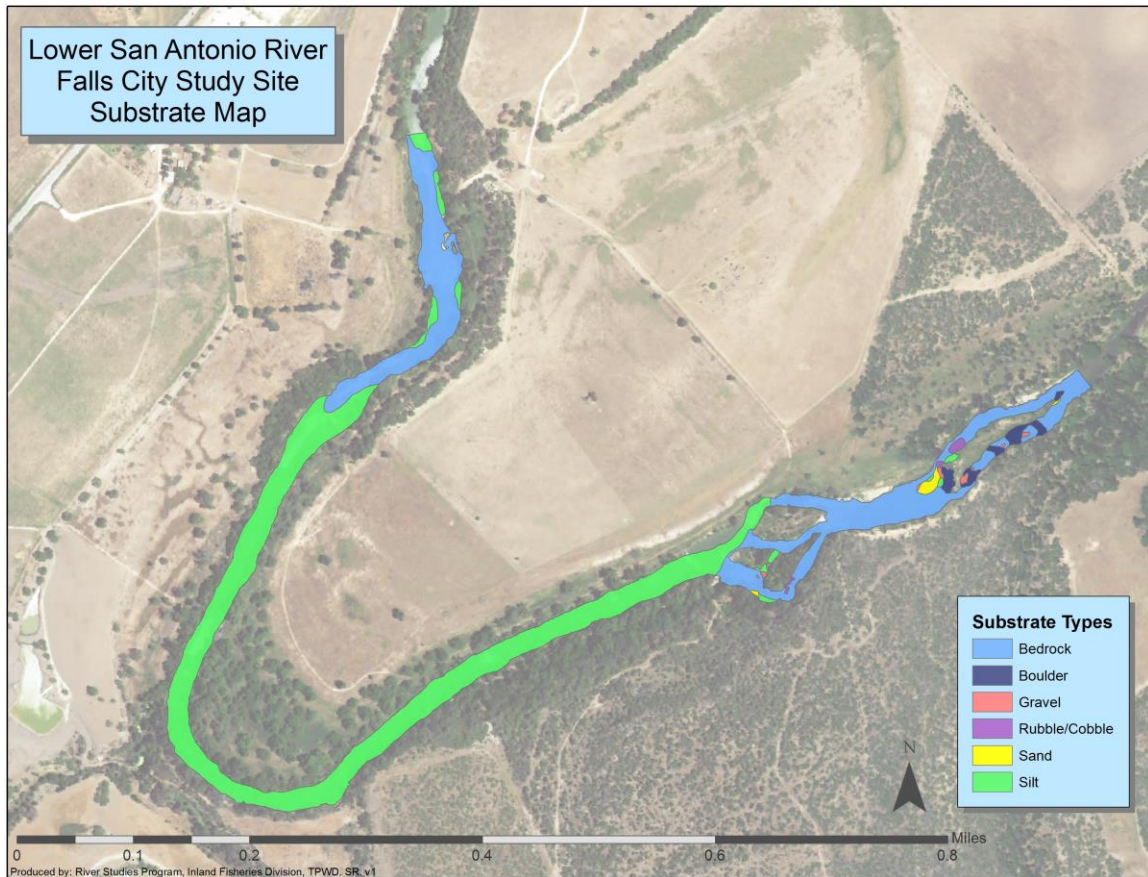 Lower San Antonio River
Falls City Study Site
Substrate Map
Substrate Types
Bedrock
Boulder
Gravel
Rubble/Cobble
Sand
Silt
N
Miles
0 0.1 0.2 0.4 0.6 0.8
Produced by: River Studies Program, Inland Fisheries Division, TPWD. SR. v1